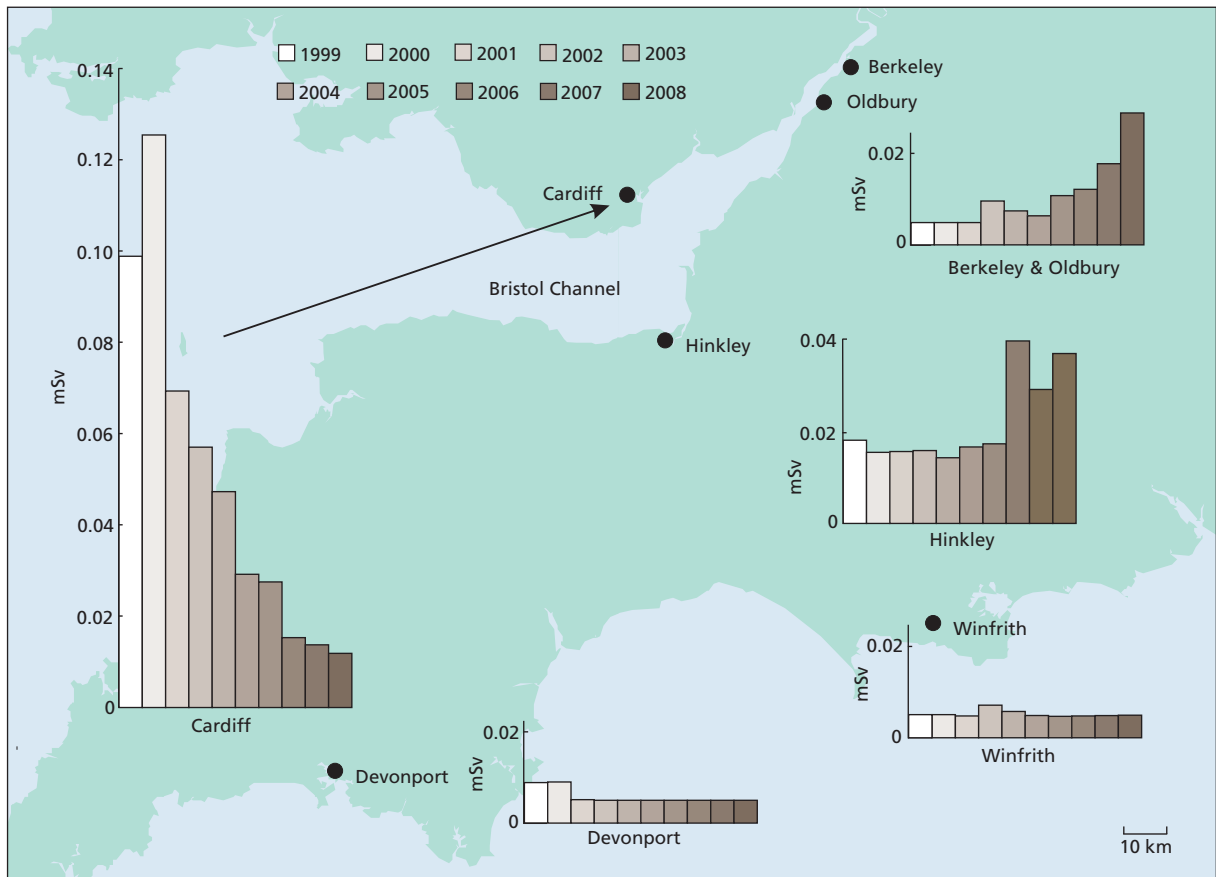 1999 2000 2001 2002 2003
2004 2005 2006 2007 2008
Berkeley
Oldbury
Cardiff
Bristol Channel
Hinkley
0.14
0.12
0.10
0.08
0.06
0.04
0.02
0
mSv
Cardiff
0.02
0
mSv
Berkeley & Oldbury
0.04
0.02
0
mSv
Hinkley
Winfrith
0.02
0
mSv
Winfrith
Devonport
0.02
0
mSv
Devonport
10 km